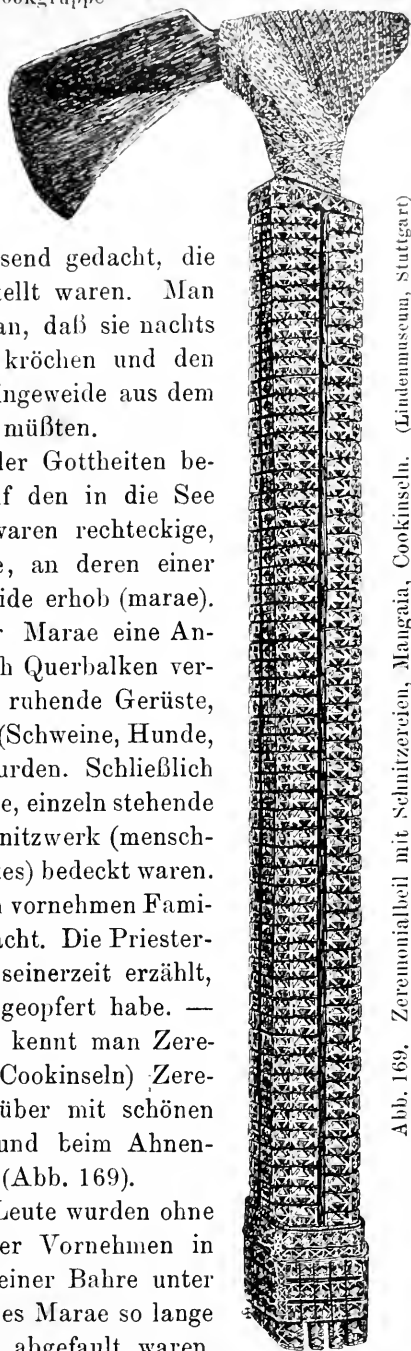 send gedacht, die
ellt waren. Man
an, daß sie nachts
kröchen und den
ingeweide aus dem
müßten.
der Gottheiten be-
f den in die See
waren rechteckige,
e, an deren einer
ide erhob (marae).
r Marae eine An-
h Querbalken ver-
ruhende Gerüste,
(Schweine, Hunde,
urden. Schließlich
e, einzeln stehende
nitzwerk (mensch-
tes) bedeckt waren.
n vornehmen Fami-
acht. Die Priester-
seinerzeit erzählt,
geopfert habe. —
kennt man Zere-
Cookinseln) Zere-
über mit schönen
und beim Ahnen-
(Abb. 169).
Leute wurden ohne
er Vornehmen in
einer Bahre unter
es Marae so lange
abgefault waren.
Abb. 169. Zeremonialbeil mit Schnitzereien, Mangaia, Cookinseln. (Lindenmuseum, Stuttgart)